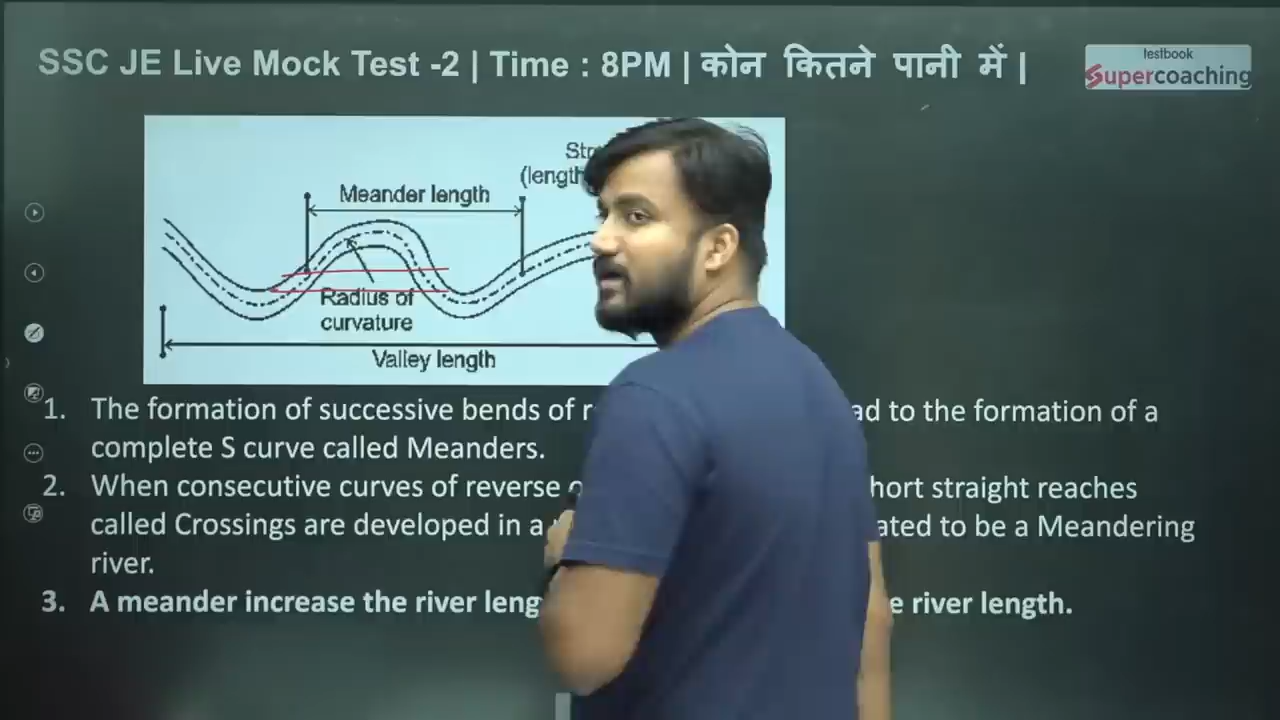 SSC JE Live Mock Test -2 | Time : 8PM | कोन कितने पानी में |
testbook
Supercoaching
(length
Meander length
Radius of
curvature
Valley length
1. The formation of successive bends of ad to the formation of a
complete S curve called Meanders.
2. When consecutive curves of reverse hort straight reaches
called Crossings are developed in a ated to be a Meandering
river.
3. A meander increase the river leng e river length.